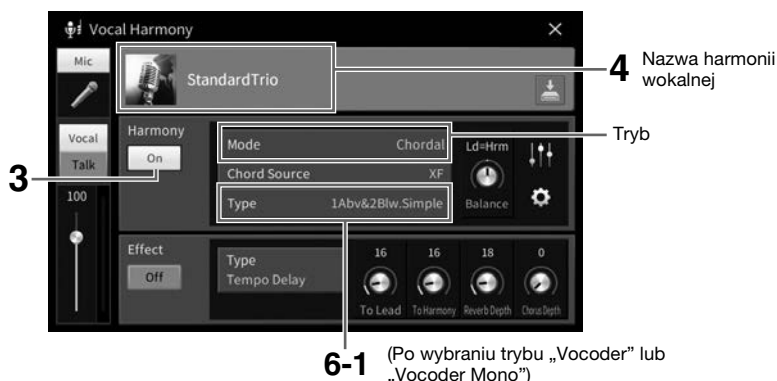 Vocal Harmony
Mic
StandardTrio
4 Nazwa harmonii
wokalnej
Vocal
Talk
Harmony
On
Mode Chordal
Tryb
Chord Source XF
Type 1Abv&2Blw.Simple
Ld=Hrm
Balance
3
100
Effect
Off
Type
Tempo Delay
16 16 18 0
To Lead To Harmony Reverb Depth Chorus Depth
6-1 (Po wybraniu trybu „Vocoder” lub
„Vocoder Mono”)